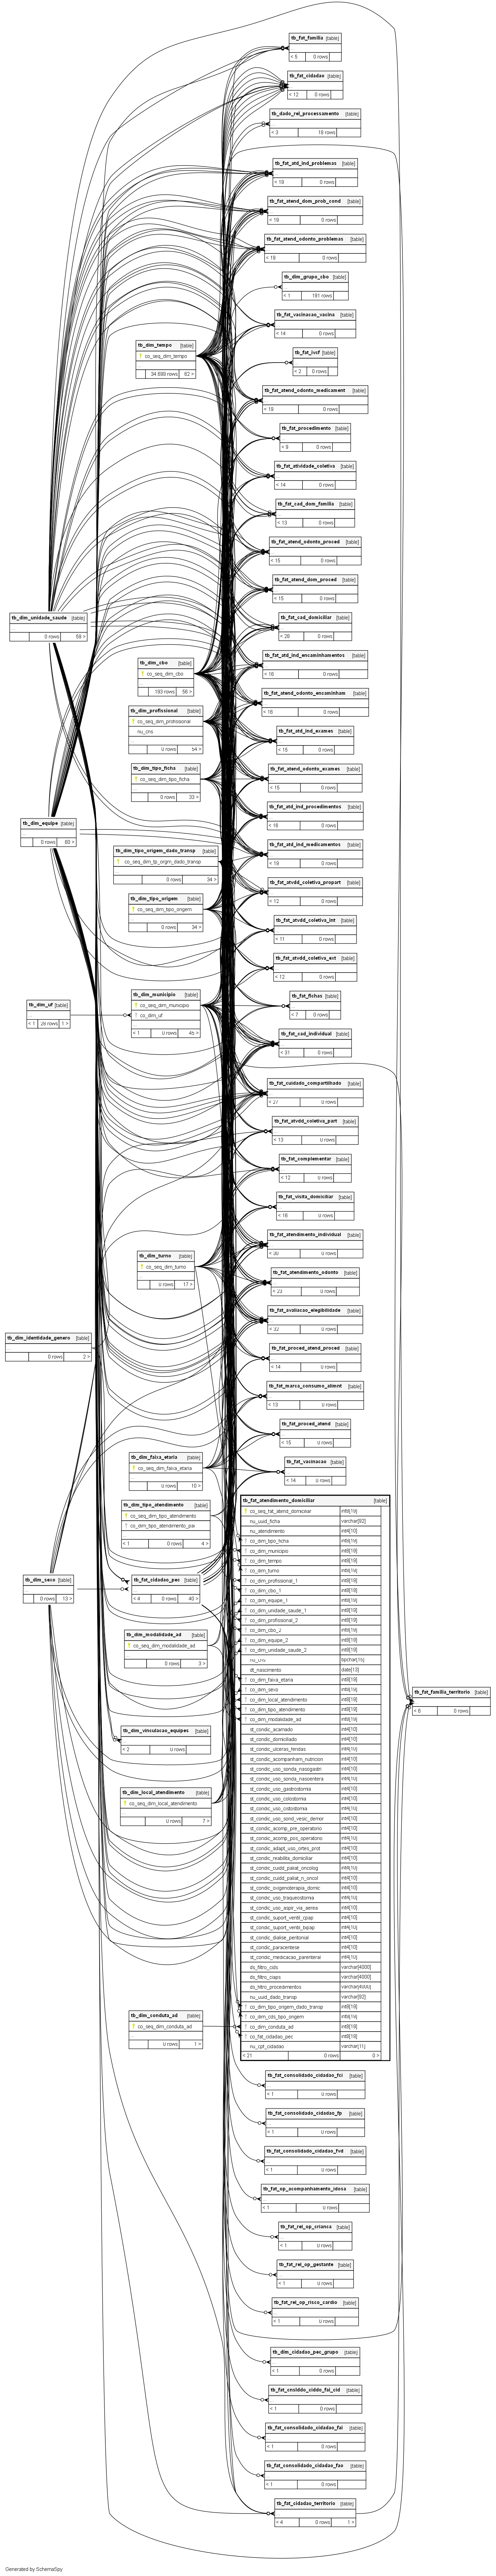 tb_fat_familia [table]
< 5 0 rows
tb_fat_cidadao [table]
< 12 0 rows
tb_dado_rel_processamento [table]
< 3 18 rows
tb_fat_atd_ind_problemas [table]
< 19 0 rows
tb_fat_atend_dom_prob_cond [table]
< 19 0 rows
tb_fat_atend_odonto_problemas [table]
< 19 0 rows
tb_dim_grupo_cbo [table]
< 1 191 rows
tb_fat_vacinacao_vacina [table]
< 14 0 rows
tb_dim_tempo [table]
co_seq_dim_tempo
...
62 >
tb_fat_ivcf [table]
< 2 0 rows
tb_fat_atend_odonto_medicament [table]
0 rows
tb_fat_procedimento [table]
< 9 0 rows
tb_fat_atividade_coletiva [table]
< 14 0 rows
tb_fat_cad_dom_familia [table]
< 13 0 rows
tb_fat_atend_odonto_proced [table]
< 15 0 rows
tb_fat_atend_dom_proced [table]
< 15 0 rows
tb_dim_unidade_saude [table]
0 rows 59 >
tb_fat_cad_domiciliar [table]
0 rows
tb_dim_cbo [table]
co_seq_dim_cbo
193 rows
tb_fat_atd_ind_encaminhamentos [table]
0 rows
tb_fat_atend_odonto_encaminham [table]
0 rows
tb_dim_profissional [table]
co_seq_dim_profissional
nu_cns
0 rows 54 >
tb_fat_atd_ind_exames [table]
< 15 0 rows
tb_dim_tipo_ficha [table]
co_seq_dim_tipo_ficha
0 rows 33 >
tb_fat_atend_odonto_exames [table]
< 15 0 rows
tb_fat_atd_ind_procedimentos [table]
0 rows
tb_dim_equipe [table]
0 rows 60 >
tb_fat_atd_ind_medicamentos [table]
< 19 0 rows
tb_dim_tipo_origem_dado_transp [table]
co_seq_dim_tp_orgm_dado_transp
0 rows 34 >
tb_fat_atvdd_coletiva_propart [table]
< 12 0 rows
tb_dim_tipo_origem [table]
co_seq_dim_tipo_origem
0 rows 34 >
tb_fat_atvdd_coletiva_int [table]
< 11 0 rows
tb_fat_atvdd_coletiva_ext [table]
< 12 0 rows
tb_dim_uf [table]
< 1 28 rows 1 >
tb_dim_municipio [table]
co_seq_dim_municipio
co_dim_uf
< 1 0 rows
tb_fat_fichas [table]
< 7 0 rows
tb_fat_cad_individual [table]
< 31 0 rows
tb_fat_cuidado_compartilhado [table]
< 27 0 rows
tb_fat_atvdd_coletiva_part [table]
< 13 0 rows
tb_fat_complementar [table]
< 12 0 rows
tb_fat_visita_domiciliar [table]
0 rows
tb_fat_atendimento_individual [table]
0 rows
tb_dim_turno [table]
co_seq_dim_turno
0 rows 17 >
tb_fat_atendimento_odonto [table]
0 rows
tb_fat_avaliacao_elegibilidade [table]
0 rows
tb_dim_identidade_genero [table]
0 rows 2 >
tb_fat_proced_atend_proced [table]
< 14 0 rows
tb_fat_marca_consumo_alimnt [table]
< 13 0 rows
tb_fat_proced_atend [table]
< 15 0 rows
tb_dim_faixa_etaria [table]
co_seq_dim_faixa_etaria
0 rows 10 >
tb_fat_vacinacao [table]
< 14 0 rows
tb_dim_tipo_atendimento [table]
co_seq_dim_tipo_atendimento
co_dim_tipo_atendimento_pai
< 1 0 rows 4 >
tb_dim_sexo [table]
0 rows 13 >
tb_fat_cidadao_pec [table]
< 4 0 rows 40 >
tb_dim_modalidade_ad [table]
co_seq_dim_modalidade_ad
0 rows 3 >
tb_dim_vinculacao_equipes [table]
< 2 0 rows
tb_dim_local_atendimento [table]
co_seq_dim_local_atendimento
0 rows 7 >
tb_dim_conduta_ad [table]
co_seq_dim_conduta_ad
0 rows 1 >
tb_fat_atendimento_domiciliar [table]
co_seq_fat_atend_domiciliar int8[19]
nu_uuid_ficha varchar[92]
nu_atendimento int4[10]
co_dim_tipo_ficha int8[19]
co_dim_municipio int8[19]
co_dim_tempo int8[19]
co_dim_turno int8[19]
co_dim_profissional_1 int8[19]
co_dim_cbo_1 int8[19]
co_dim_equipe_1 int8[19]
co_dim_unidade_saude_1 int8[19]
co_dim_profissional_2 int8[19]
co_dim_cbo_2 int8[19]
co_dim_equipe_2 int8[19]
co_dim_unidade_saude_2 int8[19]
nu_cns bpchar[15]
dt_nascimento date[13]
co_dim_faixa_etaria int8[19]
co_dim_sexo int8[19]
co_dim_local_atendimento int8[19]
co_dim_tipo_atendimento int8[19]
co_dim_modalidade_ad int8[19]
st_condic_acamado int4[10]
st_condic_domiciliado int4[10]
st_condic_ulceras_feridas int4[10]
st_condic_acompanham_nutricion int4[10]
st_condic_uso_sonda_nasogastri int4[10]
st_condic_uso_sonda_nasoentera int4[10]
st_condic_uso_gastrostomia int4[10]
st_condic_uso_colostomia int4[10]
st_condic_uso_cistostomia int4[10]
st_condic_uso_sond_vesic_demor int4[10]
st_condic_acomp_pre_operatorio int4[10]
st_condic_acomp_pos_operatorio int4[10]
st_condic_adapt_uso_ortes_prot int4[10]
st_condic_reabilita_domiciliar int4[10]
st_condic_cuidd_paliat_oncolog int4[10]
st_condic_cuidd_paliat_n_oncol int4[10]
st_condic_oxigenoterapia_domic int4[10]
st_condic_uso_traqueostomia int4[10]
st_condic_uso_aspir_via_aerea int4[10]
st_condic_suport_ventil_cpap int4[10]
st_condic_suport_ventil_bipap int4[10]
st_condic_dialise_peritonial int4[10]
st_condic_paracentese int4[10]
st_condic_medicacao_parenteral int4[10]
ds_filtro_cids varchar[4000]
ds_filtro_ciaps varchar[4000]
ds_filtro_procedimentos varchar[4000]
nu_uuid_dado_transp varchar[92]
co_dim_tipo_origem_dado_transp int8[19]
co_dim_cds_tipo_origem int8[19]
co_dim_conduta_ad int8[19]
co_fat_cidadao_pec int8[19]
nu_cpf_cidadao varchar[11]
< 21 0 rows 0 >
tb_fat_familia_territorio [table]
< 6 0 rows
tb_fat_consolidado_cidadao_fci [table]
< 1 0 rows
tb_fat_consolidado_cidadao_fp [table]
< 1 0 rows
tb_fat_consolidado_cidadao_fvd [table]
< 1 0 rows
tb_fat_op_acompanhamento_idosa [table]
< 1 0 rows
tb_fat_rel_op_crianca [table]
< 1 0 rows
tb_fat_rel_op_gestante [table]
< 1 0 rows
tb_fat_rel_op_risco_cardio [table]
< 1 0 rows
tb_dim_cidadao_pec_grupo [table]
< 1 0 rows
tb_fat_cnslddo_ciddo_fai_cid [table]
< 1 0 rows
tb_fat_consolidado_cidadao_fai [table]
< 1 0 rows
tb_fat_consolidado_cidadao_fao [table]
< 1 0 rows
tb_fat_cidadao_territorio [table]
< 4 0 rows 1 >
Generated by SchemaSpy